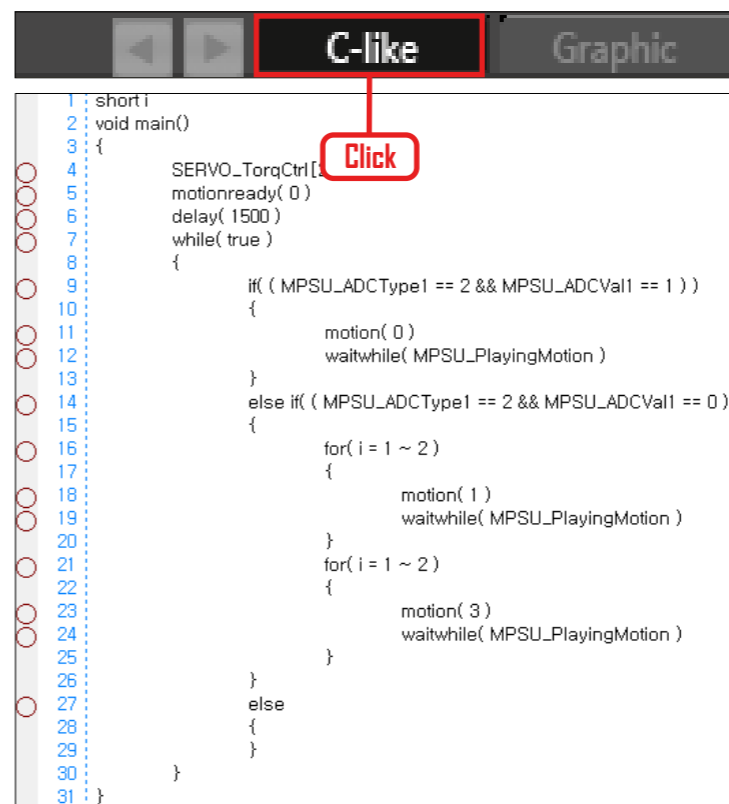 C-like Graphic
Click
1 short i
2 void main()
3 {
4 SERVO_TorqCtrl[
5 motionready( 0 )
6 delay( 1500 )
7 while( true )
8 {
9 if( ( MPSU_ADCType1 == 2 && MPSU_ADCVal1 == 1 ) )
10 {
11 motion( 0 )
12 waitwhile( MPSU_PlayingMotion )
13 }
14 else if( ( MPSU_ADCType1 == 2 && MPSU_ADCVal1 == 0 )
15 {
16 for( i = 1 ~ 2 )
17 {
18 motion( 1 )
19 waitwhile( MPSU_PlayingMotion )
20 }
21 for( i = 1 ~ 2 )
22 {
23 motion( 3 )
24 waitwhile( MPSU_PlayingMotion )
25 }
26 }
27 else
28 {
29 }
30 }
31 }